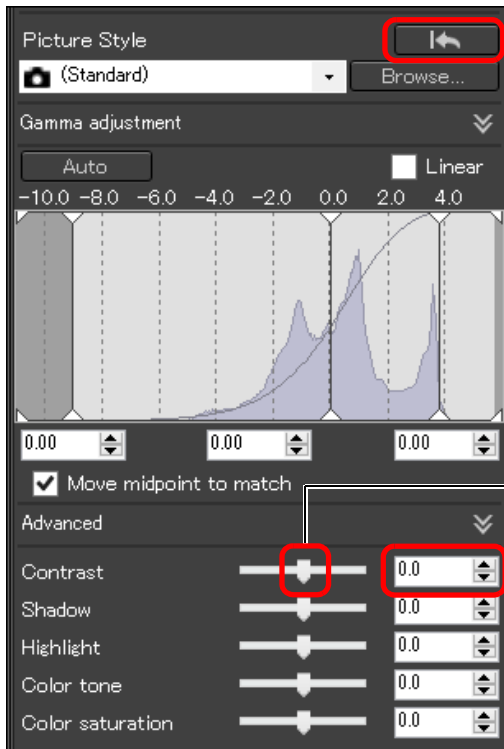 Picture Style
(Standard) Browse...
Gamma adjustment
Auto Linear
-10.0 -8.0 -6.0 -4.0 -2.0 0.0 2.0 4.0
0.00 0.00 0.00
Move midpoint to match
Advanced
Contrast 0.0
Shadow 0.0
Highlight 0.0
Color tone 0.0
Color saturation 0.0